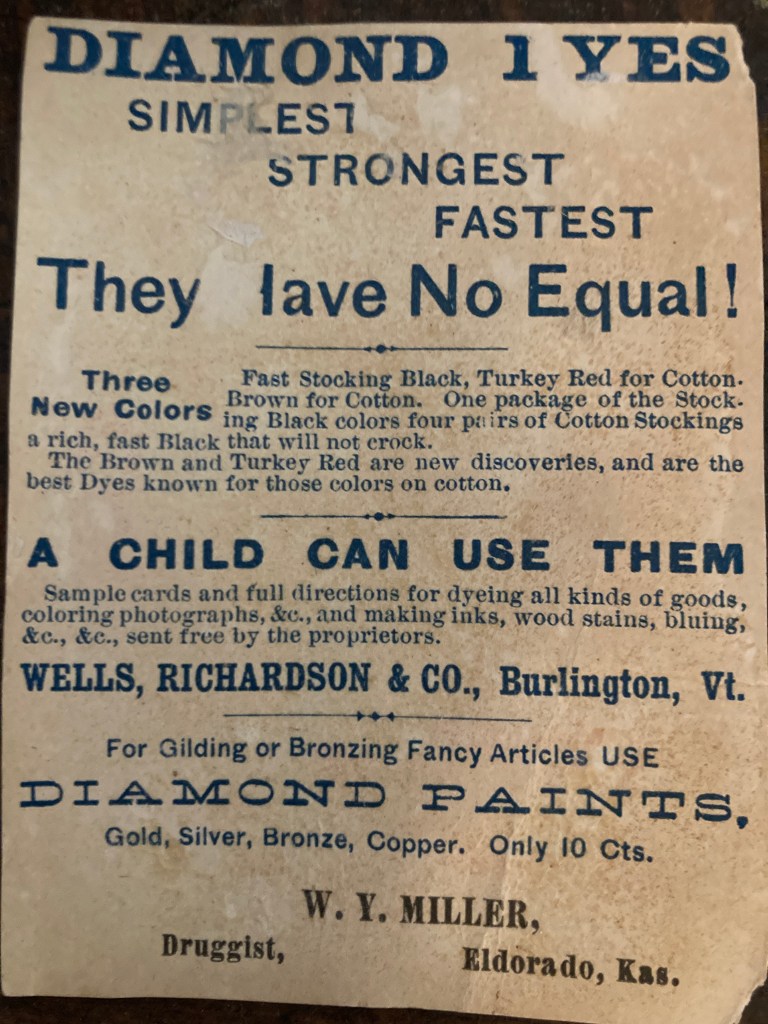 DIAMOND DYES
SIMPLEST
STRONGEST
FASTEST
They Have No Equal!
Three New Colors
Fast Stocking Black, Turkey Red for Cotton.
Brown for Cotton. One package of the Stock-
ing Black colors four pairs of Cotton Stockings
a rich, fast Black that will not crock.
The Brown and Turkey Red are new discoveries, and are the
best Dyes known for those colors on cotton.
A CHILD CAN USE THEM
Sample cards and full directions for dyeing all kinds of goods,
coloring photographs, &c., and making inks, wood stains, bluing,
&c., &c., sent free by the proprietors.
WELLS, RICHARDSON & CO., Burlington, Vt.
For Gilding or Bronzing Fancy Articles USE
DIAMOND PAINTS,
Gold, Silver, Bronze, Copper. Only 10 Cts.
W. Y. MILLER,
Druggist, Eldorado, Kas.